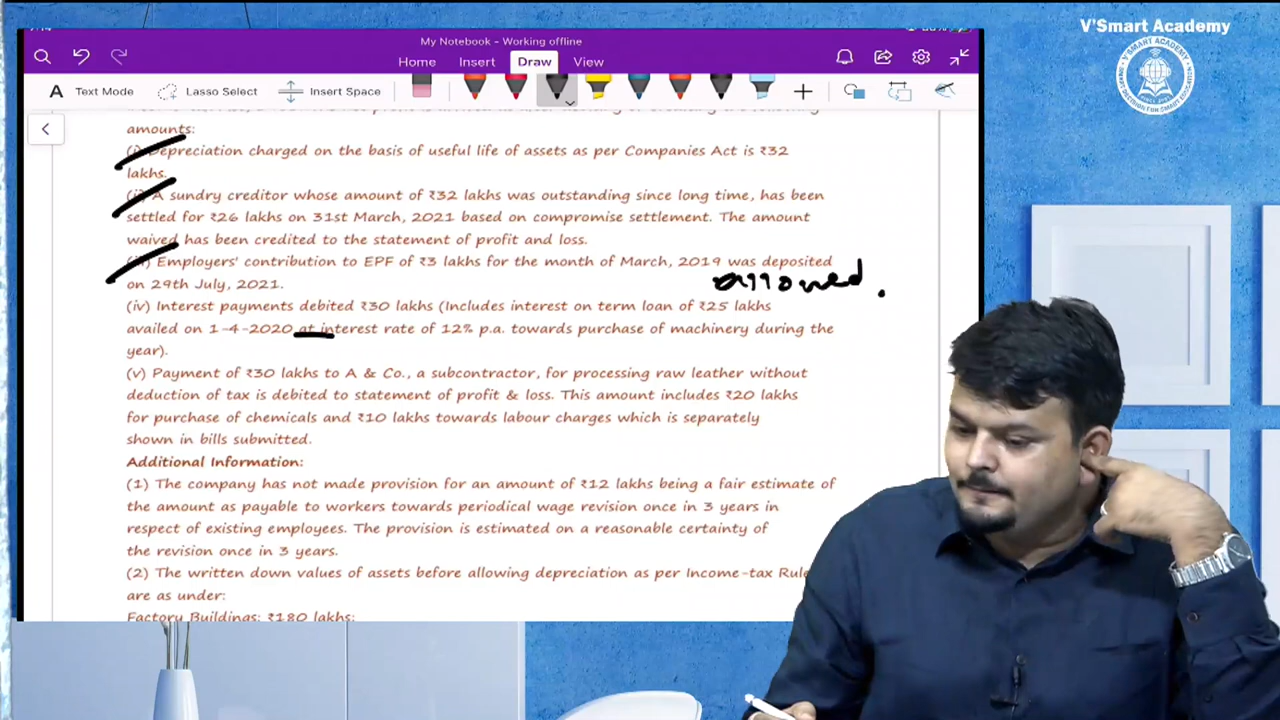 V'Smart Academy
My Notebook - Working offline
Home Insert Draw View
A Text Mode Lasso Select Insert Space
amounts:
(i) Depreciation charged on the basis of useful life of assets as per Companies Act is ₹32
lakhs.
(ii) A sundry creditor whose amount of ₹32 lakhs was outstanding since long time, has been
settled for ₹26 lakhs on 31st March, 2021 based on compromise settlement. The amount
waived has been credited to the statement of profit and loss.
(iii) Employers' contribution to EPF of ₹3 lakhs for the month of March, 2019 was deposited
on 29th July, 2021.
allowed.
(iv) Interest payments debited ₹30 lakhs (Includes interest on term loan of ₹25 lakhs
availed on 1-4-2020 at interest rate of 12% p.a. towards purchase of machinery during the
year).
(v) Payment of ₹30 lakhs to A & Co., a subcontractor, for processing raw leather without
deduction of tax is debited to statement of profit & loss. This amount includes ₹20 lakhs
for purchase of chemicals and ₹10 lakhs towards labour charges which is separately
shown in bills submitted.
Additional Information:
(1) The company has not made provision for an amount of ₹12 lakhs being a fair estimate of
the amount as payable to workers towards periodical wage revision once in 3 years in
respect of existing employees. The provision is estimated on a reasonable certainty of
the revision once in 3 years.
(2) The written down values of assets before allowing depreciation as per Income-tax Rule
are as under:
Factory Buildings: ₹180 lakhs;